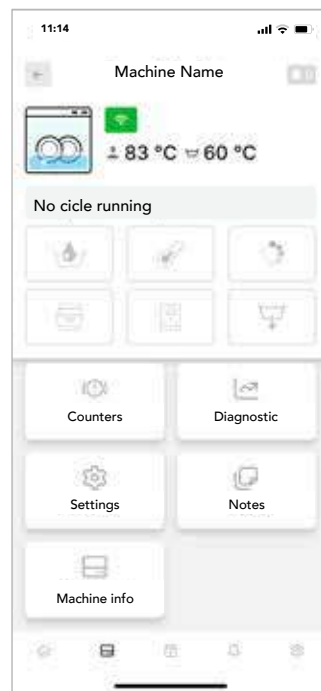 11:14
Machine Name
83 °C 60 °C
No cicle running
Counters
Diagnostic
Settings
Notes
Machine info